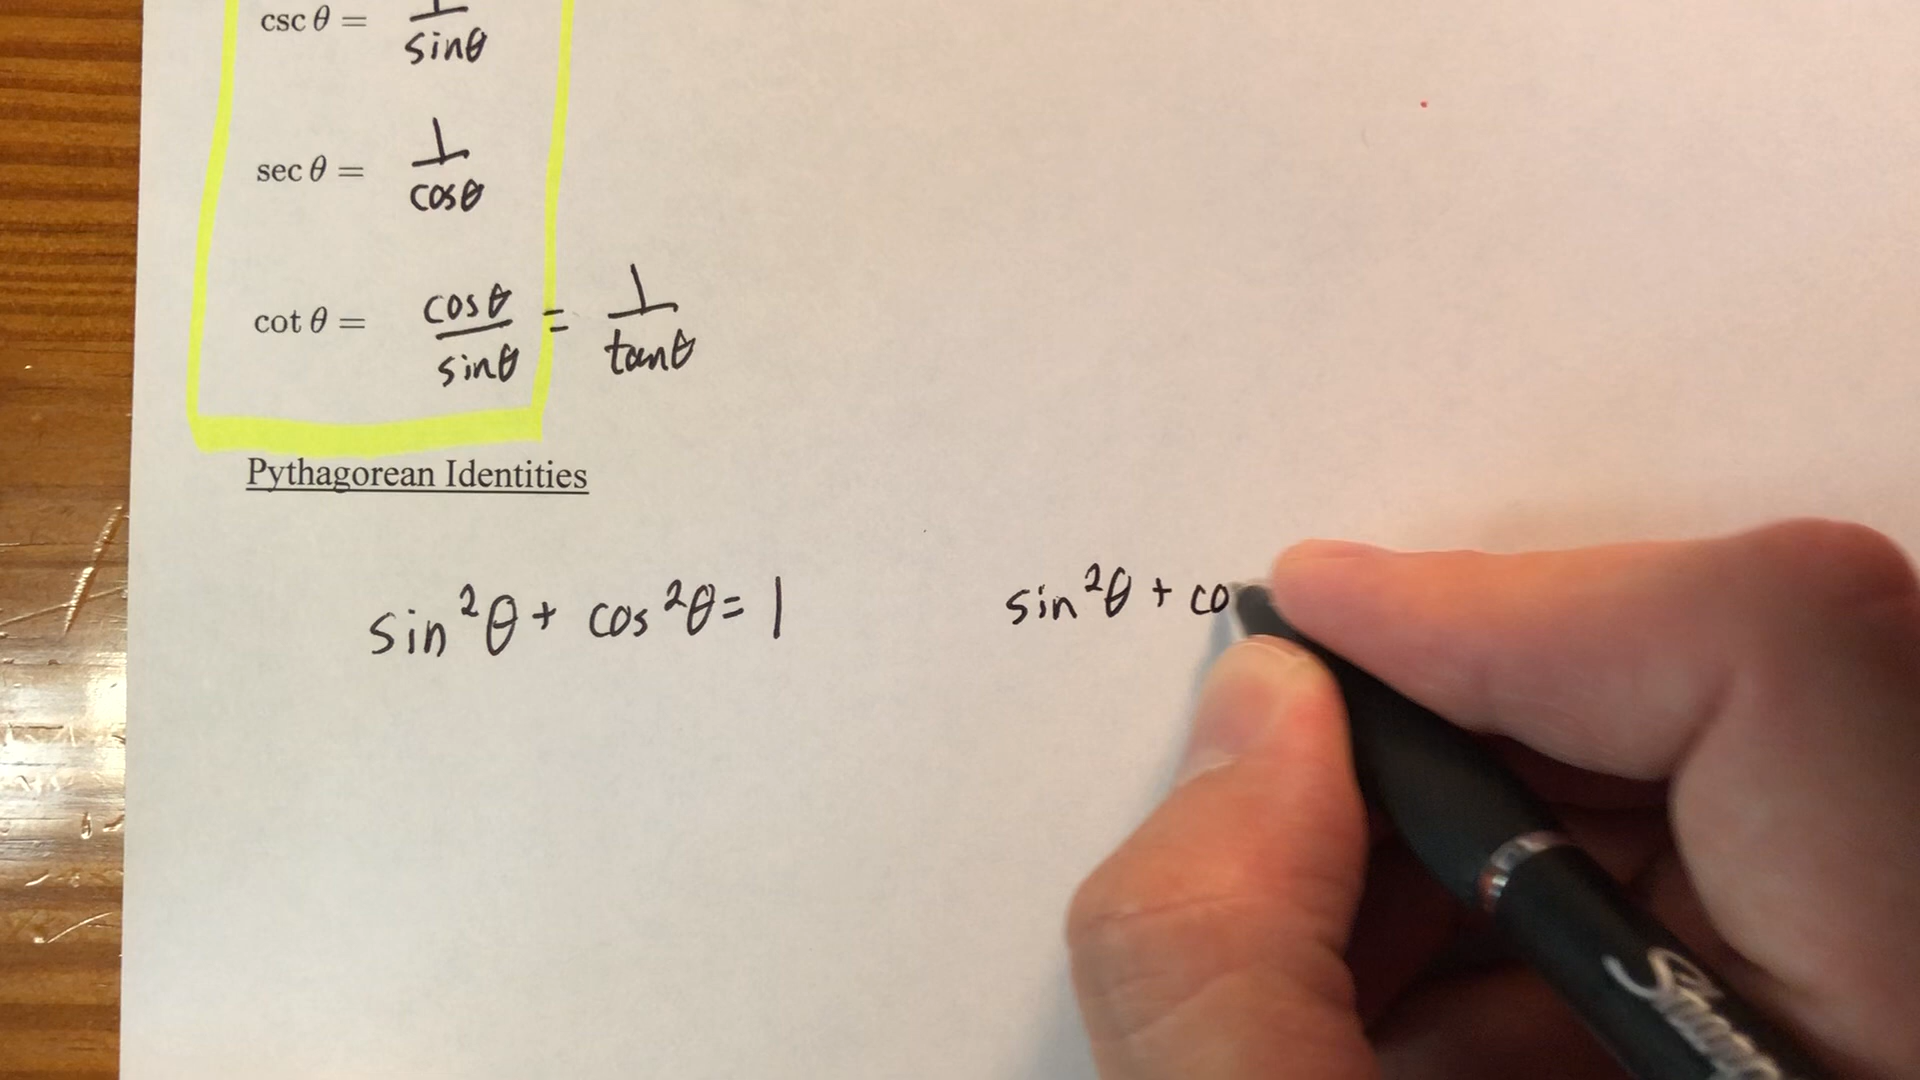 csc θ = 1/sinθ
sec θ = 1/cosθ
cot θ = cosθ/sinθ = 1/tanθ
Pythagorean Identities
sin²θ + cos²θ = 1 sin²θ + co